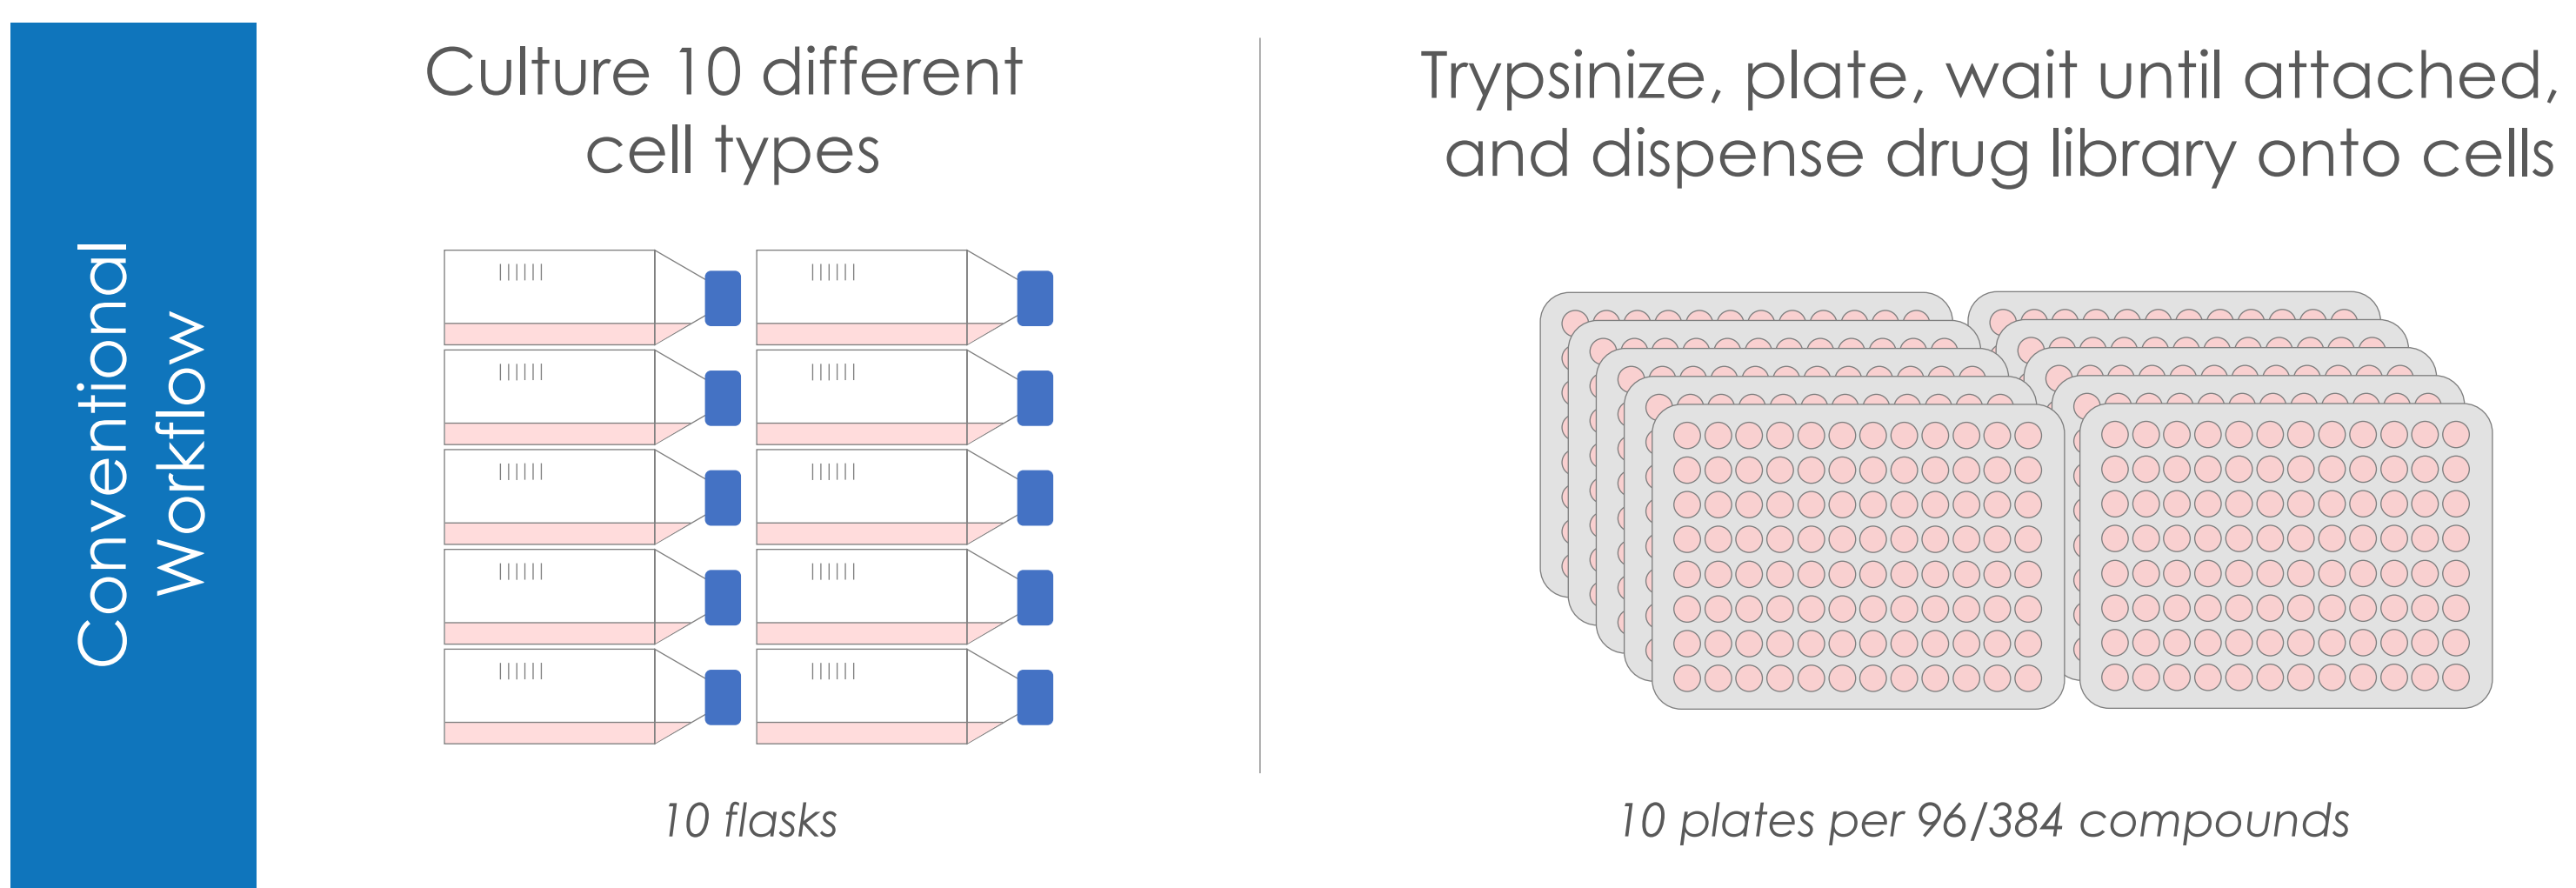 Conventional
Workflow
Culture 10 different
cell types
10 flasks
Trypsinize, plate, wait until attached,
and dispense drug library onto cells
10 plates per 96/384 compounds